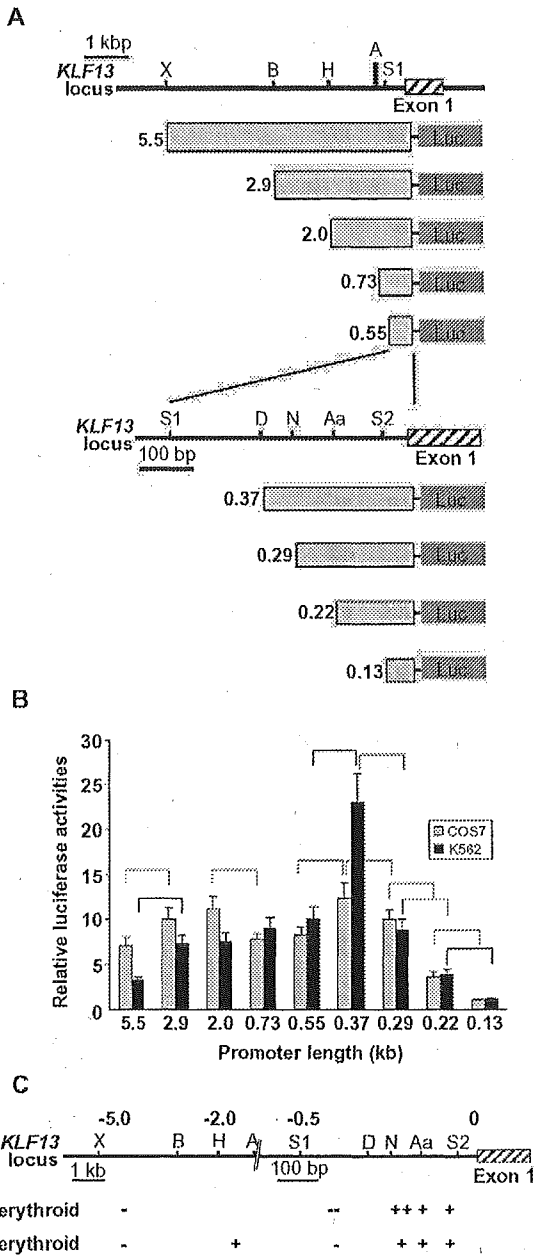 A
1 kbp
KLF13 locus
X B H A S1
Exon 1
5.5 Luc
2.9 Luc
2.0 Luc
0.73 Luc
0.55 Luc
KLF13 locus
S1 D N Aa S2
100 bp
Exon 1
0.37 Luc
0.29 Luc
0.22 Luc
0.13 Luc
B
Relative luciferase activities
30
25
20
15
10
5
0
COS7
K562
5.5 2.9 2.0 0.73 0.55 0.37 0.29 0.22 0.13
Promoter length (kb)
C
-5.0 -2.0 -0.5 0
KLF13 locus
X B H A S1 D N Aa S2
1 kb 100 bp
Exon 1
erythroid - -- ++ + +
erythroid - + - + + +